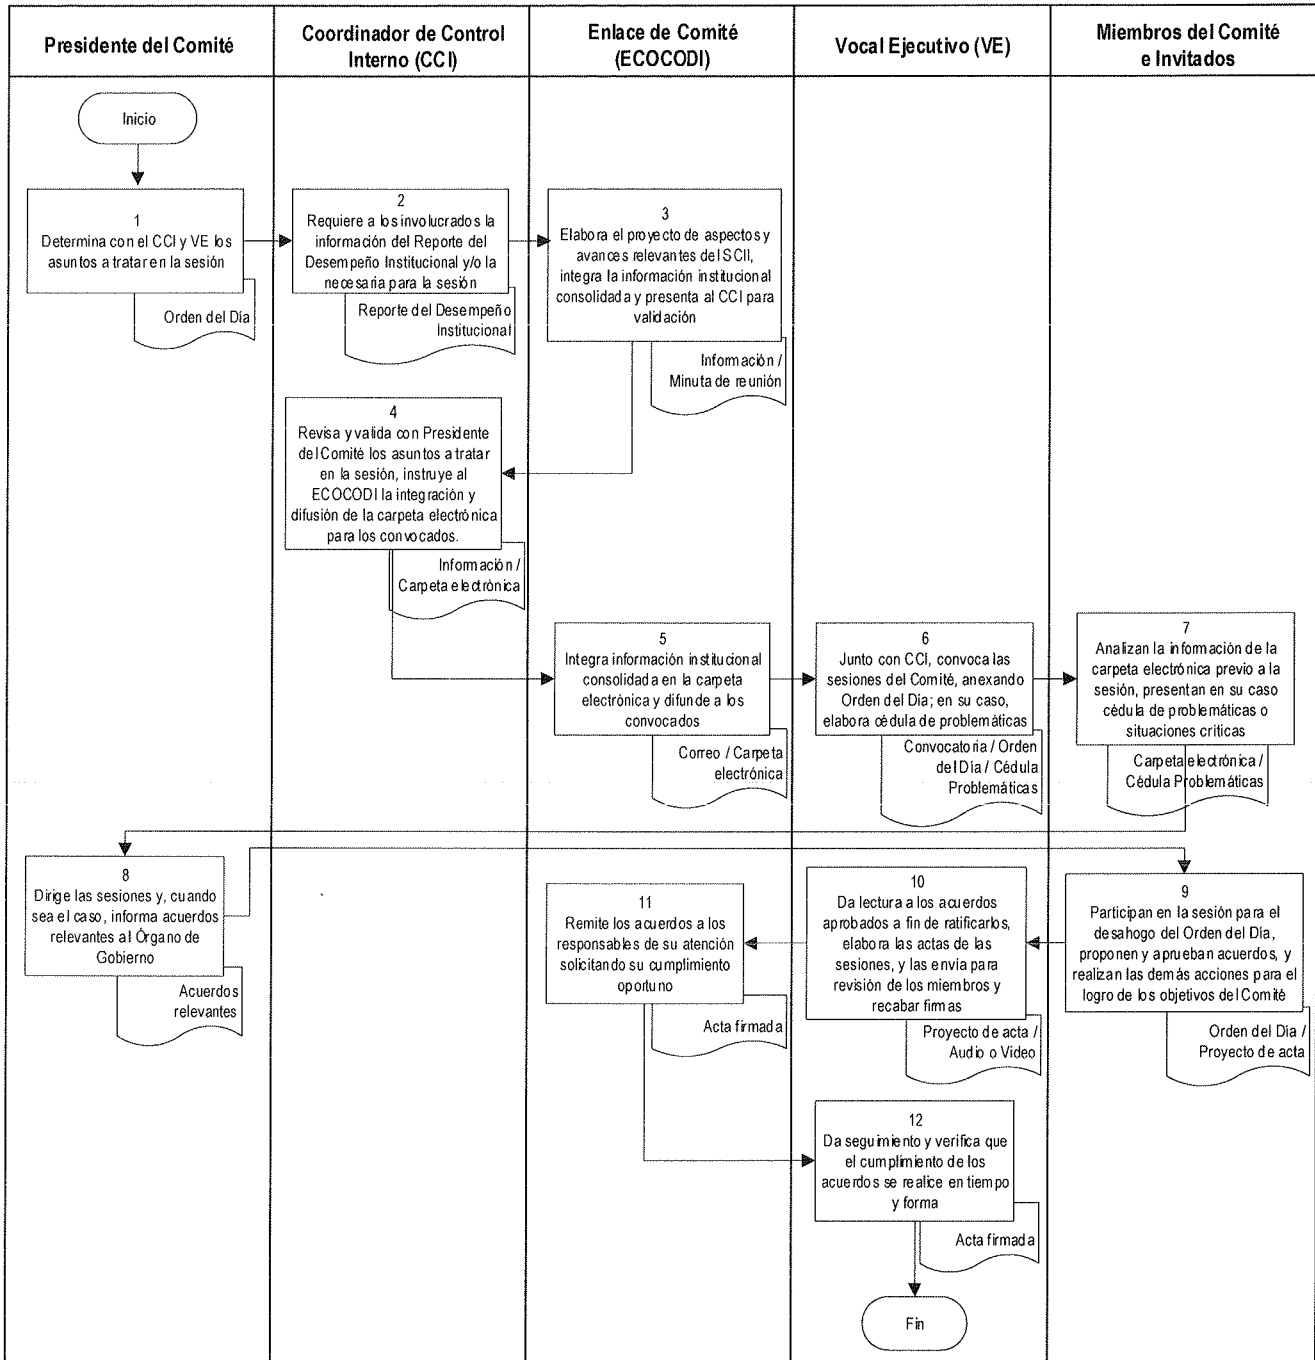 Presidente del Comité
Coordinador de Control
Interno (CCI)
Enlace de Comité
(ECOCODI)
Vocal Ejecutivo (VE)
Miembros del Comité
e Invitados
Inicio
1
Determina con el CCI y VE los
asuntos a tratar en la sesión
Orden del Día
2
Requiere a los involucrados la
información del Reporte del
Desempeño Institucional y/o la
necesaria para la sesión
Reporte del Desempeño
Institucional
3
Elabora el proyecto de aspectos y
avances relevantes del SCII,
integra la información institucional
consolidada y presenta al CCI para
validación
Información /
Minuta de reunión
4
Revisa y valida con Presidente
del Comité los asuntos a tratar
en la sesión, instruye al
ECOCODI la integración y
difusión de la carpeta electrónica
para los convocados.
Información /
Carpeta electrónica
5
Integra información institucional
consolidada en la carpeta
electrónica y difunde a los
convocados
Correo / Carpeta
electrónica
6
Junto con CCI, convoca las
sesiones del Comité, anexando
Orden del Día; en su caso,
elabora cédula de problemáticas
Convocatoria / Orden
del Día / Cédula
Problemáticas
7
Analizan la información de la
carpeta electrónica previo a la
sesión, presentan en su caso
cédula de problemáticas o
situaciones críticas
Carpeta electrónica /
Cédula Problemáticas
8
Dirige las sesiones y, cuando
sea el caso, informa acuerdos
relevantes al Órgano de
Gobierno
Acuerdos
relevantes
9
Participan en la sesión para el
desahogo del Orden del Día,
proponen y aprueban acuerdos, y
realizan las demás acciones para el
logro de los objetivos del Comité
Orden del Día /
Proyecto de acta
10
Da lectura a los acuerdos
aprobados a fin de ratificarlos,
elabora las actas de las
sesiones, y las envía para
revisión de los miembros y
recabar firmas
Proyecto de acta /
Audio o Video
11
Remite los acuerdos a los
responsables de su atención
solicitando su cumplimiento
oportuno
Acta firmada
12
Da seguimiento y verifica que
el cumplimiento de los
acuerdos se realice en tiempo
y forma
Acta firmada
Fin